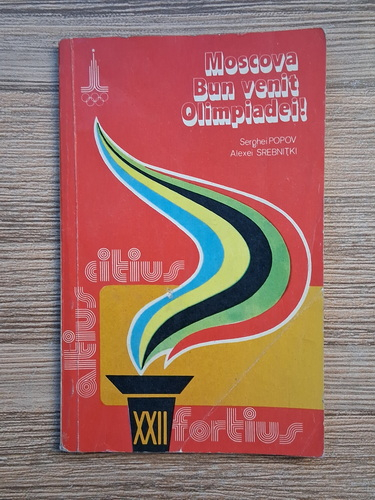 Moscova
Bun venit
Olimpiadei!
Serghei POPOV
Alexei SREBNIȚKI
citius
altius
XXII
fortius